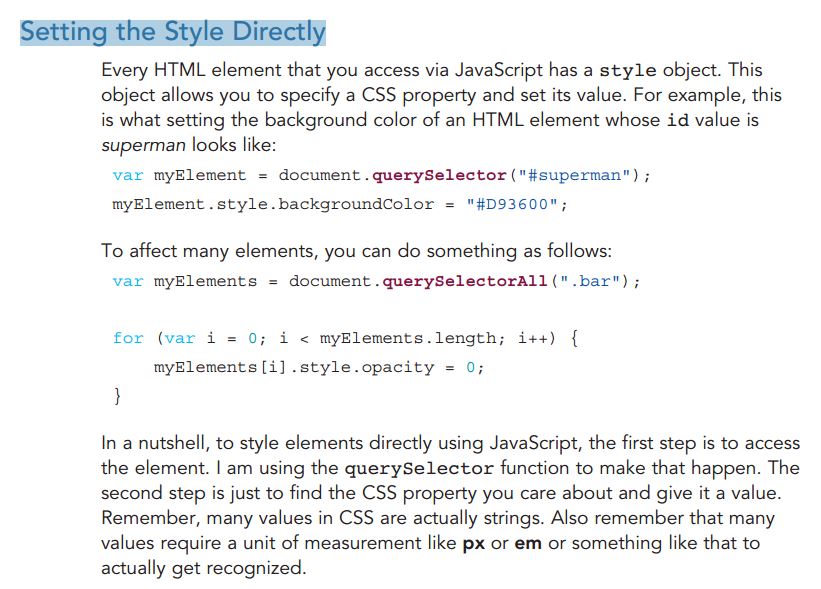 Setting the Style Directly
Every HTML element that you access via JavaScript has a style object. This
object allows you to specify a CSS property and set its value. For example, this
is what setting the background color of an HTML element whose id value is
superman looks like:
var myElement = document.querySelector("#superman");
myElement.style.backgroundColor = "#D93600";
To affect many elements, you can do something as follows:
var myElements = document.querySelectorAll(".bar");
for (var i = 0; i < myElements.length; i++) {
    myElements[i].style.opacity = 0;
}
In a nutshell, to style elements directly using JavaScript, the first step is to access
the element. I am using the querySelector function to make that happen. The
second step is just to find the CSS property you care about and give it a value.
Remember, many values in CSS are actually strings. Also remember that many
values require a unit of measurement like px or em or something like that to
actually get recognized.